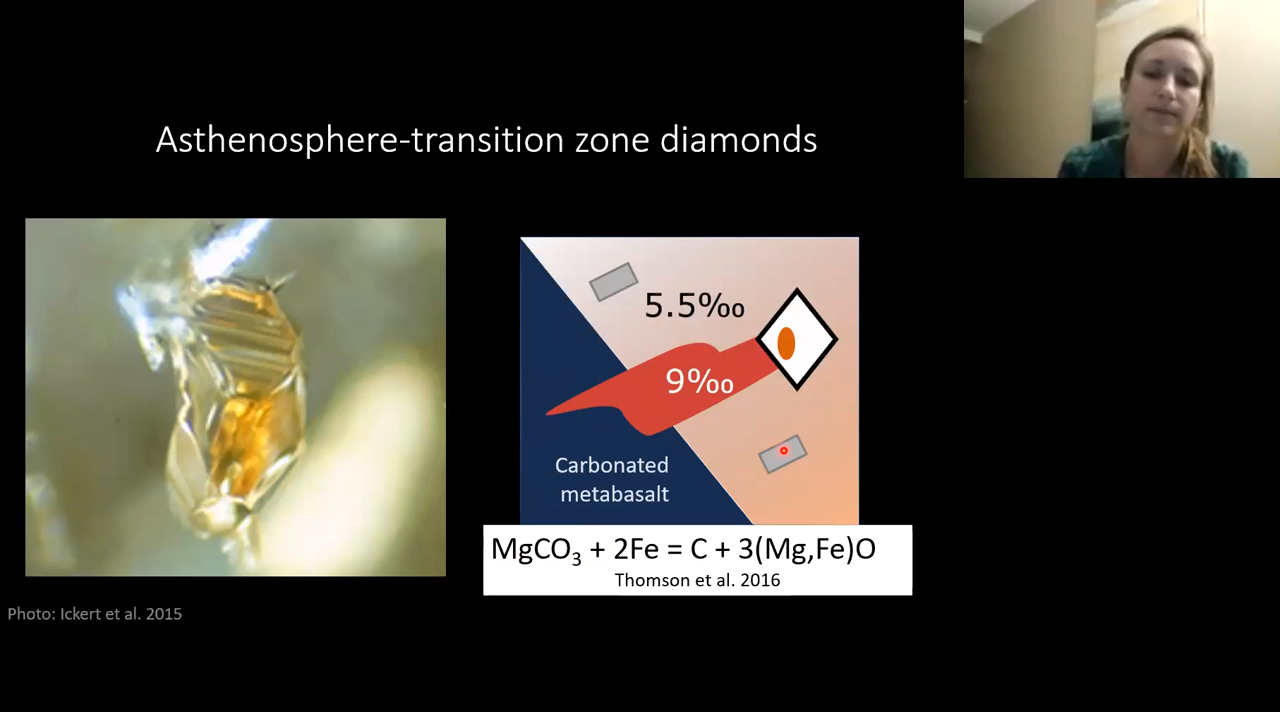 Asthenosphere-transition zone diamonds
5.5‰
9‰
Carbonated
metabasalt
MgCO₃ + 2Fe = C + 3(Mg,Fe)O
Thomson et al. 2016
Photo: Ickert et al. 2015